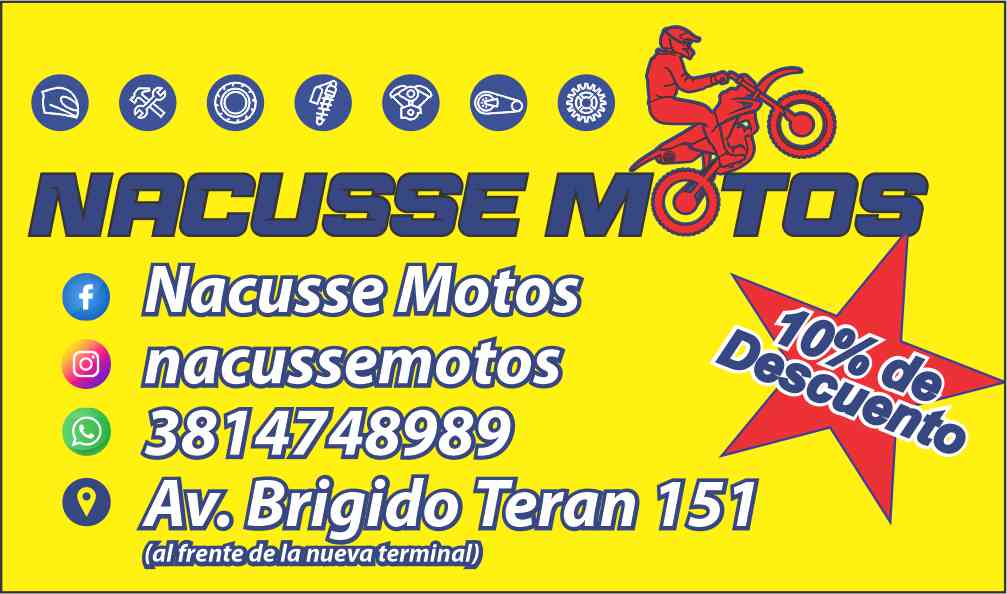 NACUSSE MOTOS
Nacusse Motos
nacussemotos
3814748989
Av. Brigido Teran 151
(al frente de la nueva terminal)
10% de
Descuento